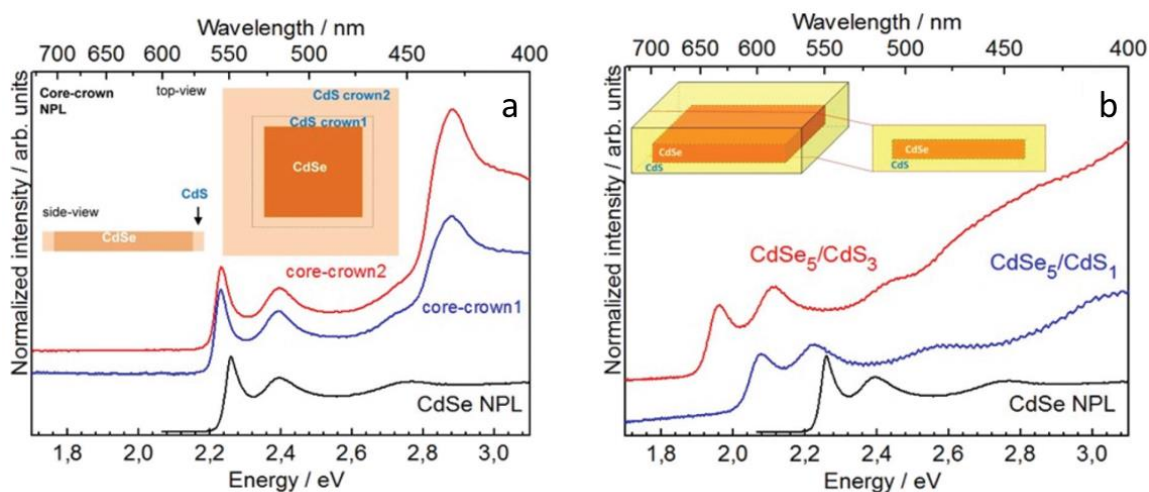 Wavelength / nm
700 650 600 550 500 450 400
Normalized intensity / arb. units
Core-crown
NPL
top-view
a
CdS crown2
CdS crown1
CdSe
CdS
side-view
CdSe
core-crown2
core-crown1
CdSe NPL
1,8 2,0 2,2 2,4 2,6 2,8 3,0
Energy / eV
Wavelength / nm
700 650 600 550 500 450 400
Normalized intensity / arb. units
b
CdSe
CdS
CdSe
CdS
CdSe₅/CdS₃
CdSe₅/CdS₁
CdSe NPL
1,8 2,0 2,2 2,4 2,6 2,8 3,0
Energy / eV